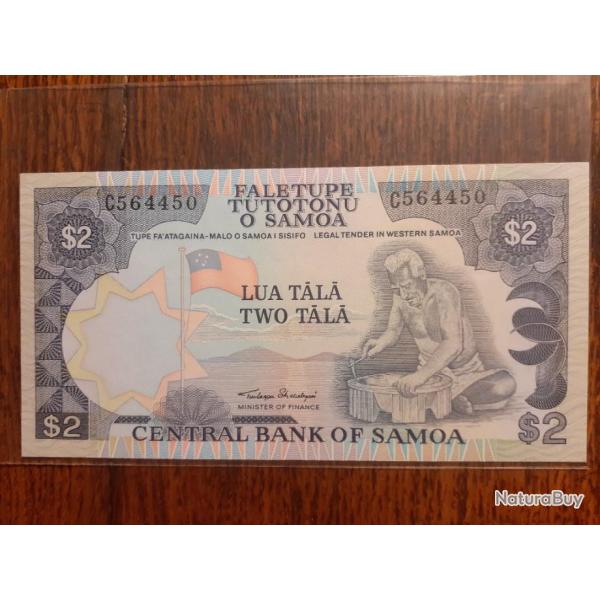 FALETUPE
TUTOTONU
O SAMOA
C564450
C564450
TUPE FA'ATAGAINA-MALO O SAMOA I SISIFO LEGAL TENDER IN WESTERN SAMOA
$2
$2
LUA TĀLĀ
TWO TĀLĀ
MINISTER OF FINANCE
$2
CENTRAL BANK OF SAMOA
$2
NaturaBuy